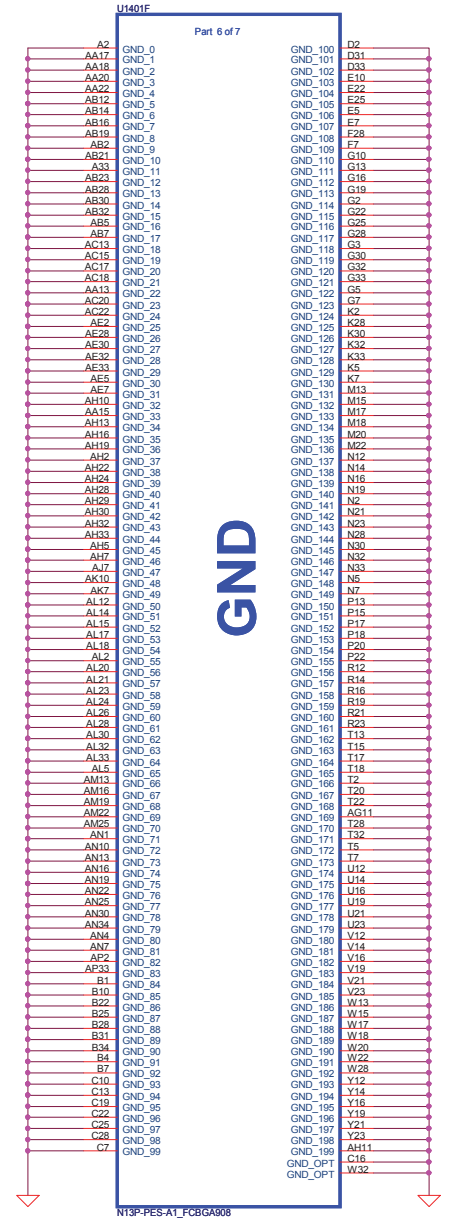 U1401F
Part 6 of 7
A2 GND_0
AA17 GND_1
AA18 GND_2
AA20 GND_3
AA22 GND_4
AB12 GND_5
AB14 GND_6
AB16 GND_7
AB19 GND_8
AB2 GND_9
AB21 GND_10
A33 GND_11
AB23 GND_12
AB28 GND_13
AB30 GND_14
AB32 GND_15
AB5 GND_16
AB7 GND_17
AC13 GND_18
AC15 GND_19
AC17 GND_20
AC18 GND_21
AA13 GND_22
AC20 GND_23
AC22 GND_24
AE2 GND_25
AE28 GND_26
AE30 GND_27
AE32 GND_28
AE33 GND_29
AE5 GND_30
AE7 GND_31
AH10 GND_32
AA15 GND_33
AH13 GND_34
AH16 GND_35
AH19 GND_36
AH2 GND_37
AH22 GND_38
AH24 GND_39
AH28 GND_40
AH29 GND_41
AH30 GND_42
AH32 GND_43
AH33 GND_44
AH5 GND_45
AH7 GND_46
AJ7 GND_47
AK10 GND_48
AK7 GND_49
AL12 GND_50
AL14 GND_51
AL15 GND_52
AL17 GND_53
AL18 GND_54
AL2 GND_55
AL20 GND_56
AL21 GND_57
AL23 GND_58
AL24 GND_59
AL26 GND_60
AL28 GND_61
AL30 GND_62
AL32 GND_63
AL33 GND_64
AL5 GND_65
AM13 GND_66
AM16 GND_67
AM19 GND_68
AM22 GND_69
AM25 GND_70
AN1 GND_71
AN10 GND_72
AN13 GND_73
AN16 GND_74
AN19 GND_75
AN22 GND_76
AN25 GND_77
AN30 GND_78
AN34 GND_79
AN4 GND_80
AN7 GND_81
AP2 GND_82
AP33 GND_83
B1 GND_84
B10 GND_85
B22 GND_86
B25 GND_87
B28 GND_88
B31 GND_89
B34 GND_90
B4 GND_91
B7 GND_92
C10 GND_93
C13 GND_94
C19 GND_95
C22 GND_96
C25 GND_97
C28 GND_98
C7 GND_99
GND
GND_100 D2
GND_101 D31
GND_102 D33
GND_103 E10
GND_104 E22
GND_105 E25
GND_106 E5
GND_107 E7
GND_108 F28
GND_109 F7
GND_110 G10
GND_111 G13
GND_112 G16
GND_113 G19
GND_114 G2
GND_115 G22
GND_116 G25
GND_117 G28
GND_118 G3
GND_119 G30
GND_120 G32
GND_121 G33
GND_122 G5
GND_123 G7
GND_124 K2
GND_125 K28
GND_126 K30
GND_127 K32
GND_128 K33
GND_129 K5
GND_130 K7
GND_131 M13
GND_132 M15
GND_133 M17
GND_134 M18
GND_135 M20
GND_136 M22
GND_137 N12
GND_138 N14
GND_139 N16
GND_140 N19
GND_141 N2
GND_142 N21
GND_143 N23
GND_144 N28
GND_145 N30
GND_146 N32
GND_147 N33
GND_148 N5
GND_149 N7
GND_150 P13
GND_151 P15
GND_152 P17
GND_153 P18
GND_154 P20
GND_155 P22
GND_156 R12
GND_157 R14
GND_158 R16
GND_159 R19
GND_160 R21
GND_161 R23
GND_162 T13
GND_163 T15
GND_164 T17
GND_165 T18
GND_166 T2
GND_167 T20
GND_168 T22
GND_169 AG11
GND_170 T28
GND_171 T32
GND_172 T5
GND_173 T7
GND_174 U12
GND_175 U14
GND_176 U16
GND_177 U19
GND_178 U21
GND_179 U23
GND_180 V12
GND_181 V14
GND_182 V16
GND_183 V19
GND_184 V21
GND_185 V23
GND_186 W13
GND_187 W15
GND_188 W17
GND_189 W18
GND_190 W20
GND_191 W22
GND_192 W28
GND_193 Y12
GND_194 Y14
GND_195 Y16
GND_196 Y19
GND_197 Y21
GND_198 Y23
GND_199 AH11
GND_OPT C16
GND_OPT W32
N13P-PES-A1_FCBGA908